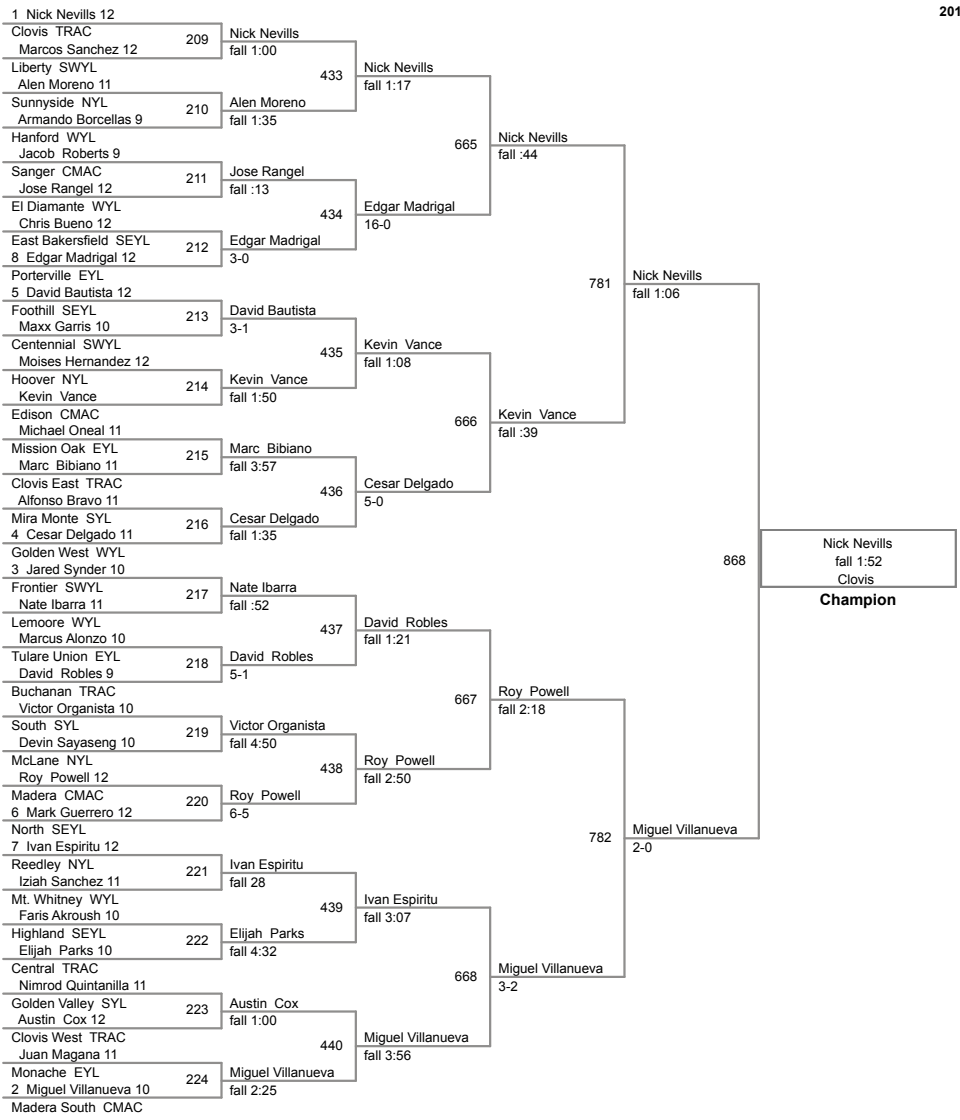 201
1 Nick Nevills 12
Clovis TRAC
Marcos Sanchez 12
Liberty SWYL
Alen Moreno 11
Sunnyside NYL
Armando Borcellas 9
Hanford WYL
Jacob Roberts 9
Sanger CMAC
Jose Rangel 12
El Diamante WYL
Chris Bueno 12
East Bakersfield SEYL
8 Edgar Madrigal 12
Porterville EYL
5 David Bautista 12
Foothill SEYL
Maxx Garris 10
Centennial SWYL
Moises Hernandez 12
Hoover NYL
Kevin Vance
Edison CMAC
Michael Oneal 11
Mission Oak EYL
Marc Bibiano 11
Clovis East TRAC
Alfonso Bravo 11
Mira Monte SYL
4 Cesar Delgado 11
Golden West WYL
3 Jared Synder 10
Frontier SWYL
Nate Ibarra 11
Lemoore WYL
Marcus Alonzo 10
Tulare Union EYL
David Robles 9
Buchanan TRAC
Victor Organista 10
South SYL
Devin Sayaseng 10
McLane NYL
Roy Powell 12
Madera CMAC
6 Mark Guerrero 12
North SEYL
7 Ivan Espiritu 12
Reedley NYL
Iziah Sanchez 11
Mt. Whitney WYL
Faris Akroush 10
Highland SEYL
Elijah Parks 10
Central TRAC
Nimrod Quintanilla 11
Golden Valley SYL
Austin Cox 12
Clovis West TRAC
Juan Magana 11
Monache EYL
2 Miguel Villanueva 10
Madera South CMAC
209
210
211
212
213
214
215
216
217
218
219
220
221
222
223
224
Nick Nevills
fall 1:00
Alen Moreno
fall 1:35
Jose Rangel
fall :13
Edgar Madrigal
3-0
David Bautista
3-1
Kevin Vance
fall 1:50
Marc Bibiano
fall 3:57
Cesar Delgado
fall 1:35
Nate Ibarra
fall :52
David Robles
5-1
Victor Organista
fall 4:50
Roy Powell
6-5
Ivan Espiritu
fall 28
Elijah Parks
fall 4:32
Austin Cox
fall 1:00
Miguel Villanueva
fall 2:25
433
434
435
436
437
438
439
440
Nick Nevills
fall 1:17
Edgar Madrigal
16-0
Kevin Vance
fall 1:08
Cesar Delgado
5-0
David Robles
fall 1:21
Roy Powell
fall 2:50
Ivan Espiritu
fall 3:07
Miguel Villanueva
fall 3:56
665
666
667
668
Nick Nevills
fall :44
Kevin Vance
fall :39
Roy Powell
fall 2:18
Miguel Villanueva
3-2
781
782
Nick Nevills
fall 1:06
Miguel Villanueva
2-0
868
Nick Nevills
fall 1:52
Clovis
Champion